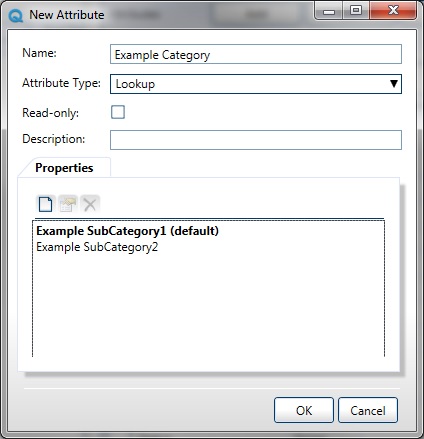 New Attribute
Name: Example Category
Attribute Type: Lookup
Read-only:
Description:
Properties
Example SubCategory1 (default)
Example SubCategory2
OK Cancel